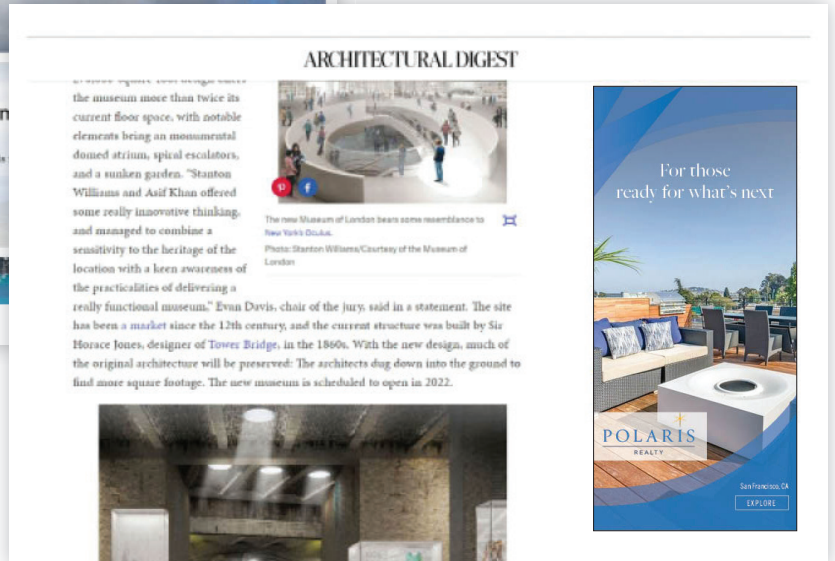 ARCHITECTURAL DIGEST
the museum more than twice its
current floor space, with notable
elements being an monumental
domed atrium, spiral escalators,
and a sunken garden. "Stanton
Williams and Asif Khan offered
some really innovative thinking,
and managed to combine a
sensitivity to the heritage of the
location with a keen awareness of
the practicalities of delivering a
really functional museum," Evan Davis, chair of the jury, said in a statement. The site
has been a market since the 12th century, and the current structure was built by Sir
Horace Jones, designer of Tower Bridge, in the 1860s. With the new design, much of
the original architecture will be preserved: The architects dug down into the ground to
find more square footage. The new museum is scheduled to open in 2022.
The new Museum of London bears some resemblance to
New York's Oculus.
Photo: Stanton Williams/Courtesy of the Museum of
London
For those
ready for what's next
POLARIS
REALTY
San Francisco, CA
EXPLORE